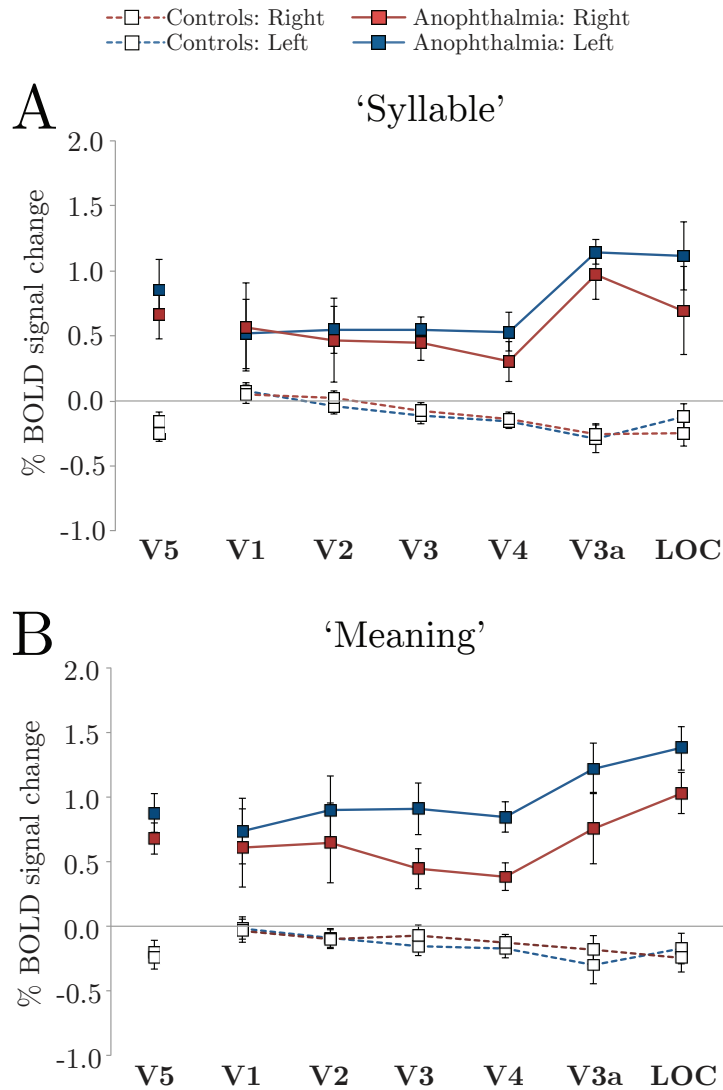 Controls: Right Anophthalmia: Right
Controls: Left Anophthalmia: Left
A
‘Syllable’
% BOLD signal change
2.0
1.5
1.0
0.5
0.0
-0.5
-1.0
V5 V1 V2 V3 V4 V3a LOC
B
‘Meaning’
% BOLD signal change
2.0
1.5
1.0
0.5
0.0
-0.5
-1.0
V5 V1 V2 V3 V4 V3a LOC